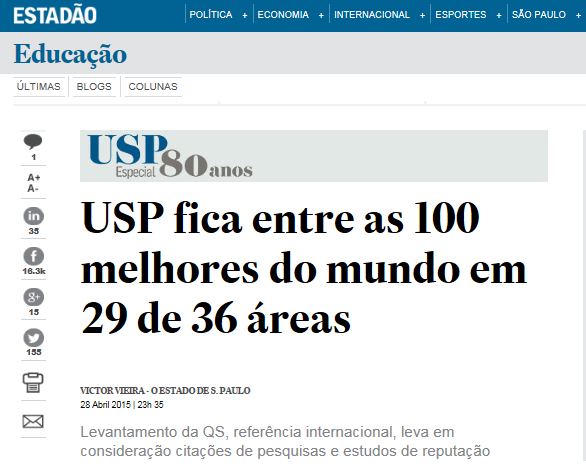 ESTADÃO
POLÍTICA + ECONOMIA + INTERNACIONAL + ESPORTES + SÃO PAULO +
Educação
ÚLTIMAS BLOGS COLUNAS
1
A+
A-
35
16.3k
15
155
USP
Especial 80 anos
USP fica entre as 100
melhores do mundo em
29 de 36 áreas
VICTOR VIEIRA - O ESTADO DE S. PAULO
28 Abril 2015 | 23h 35
Levantamento da QS, referência internacional, leva em
consideração citações de pesquisas e estudos de reputação